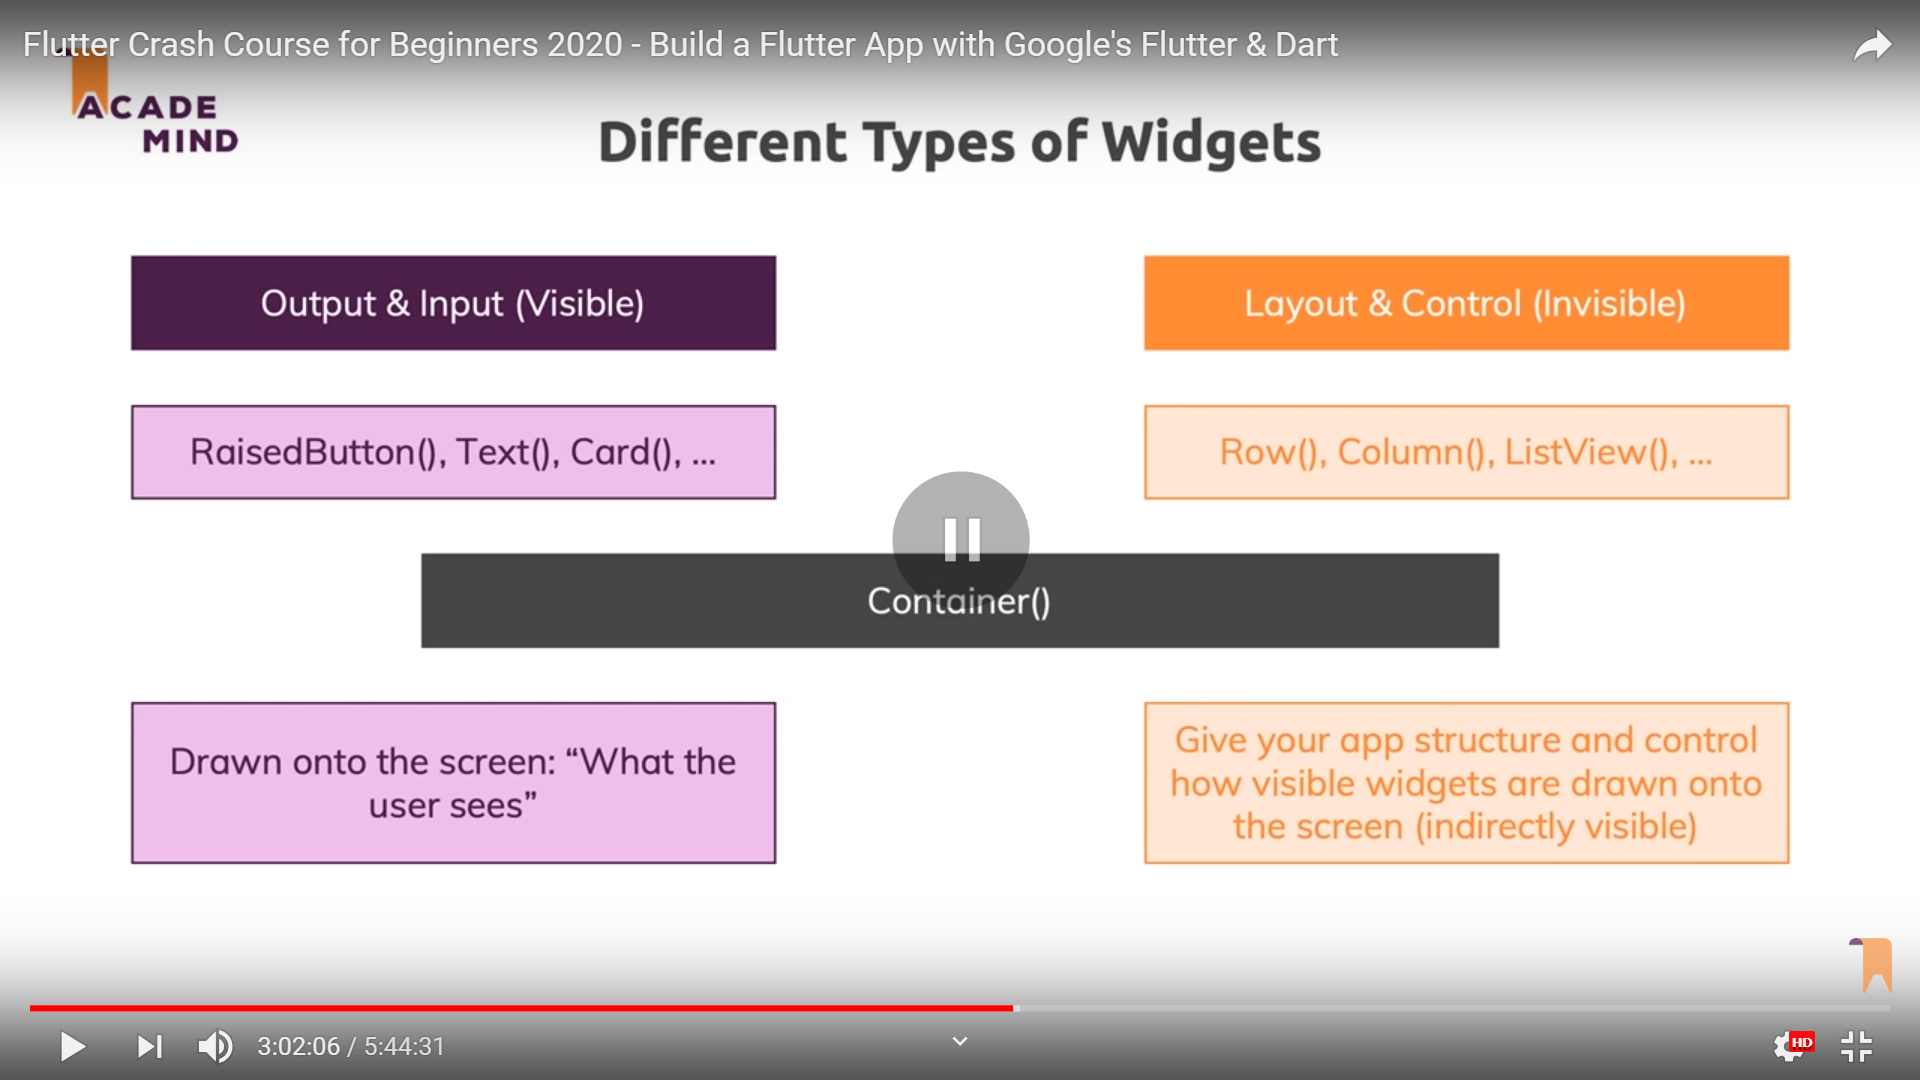 Flutter Crash Course for Beginners 2020 - Build a Flutter App with Google's Flutter & Dart
ACADE
MIND
Different Types of Widgets
Output & Input (Visible)
Layout & Control (Invisible)
RaisedButton(), Text(), Card(), ...
Row(), Column(), ListView(), ...
Container()
Drawn onto the screen: “What the
user sees”
Give your app structure and control
how visible widgets are drawn onto
the screen (indirectly visible)
3:02:06 / 5:44:31
HD